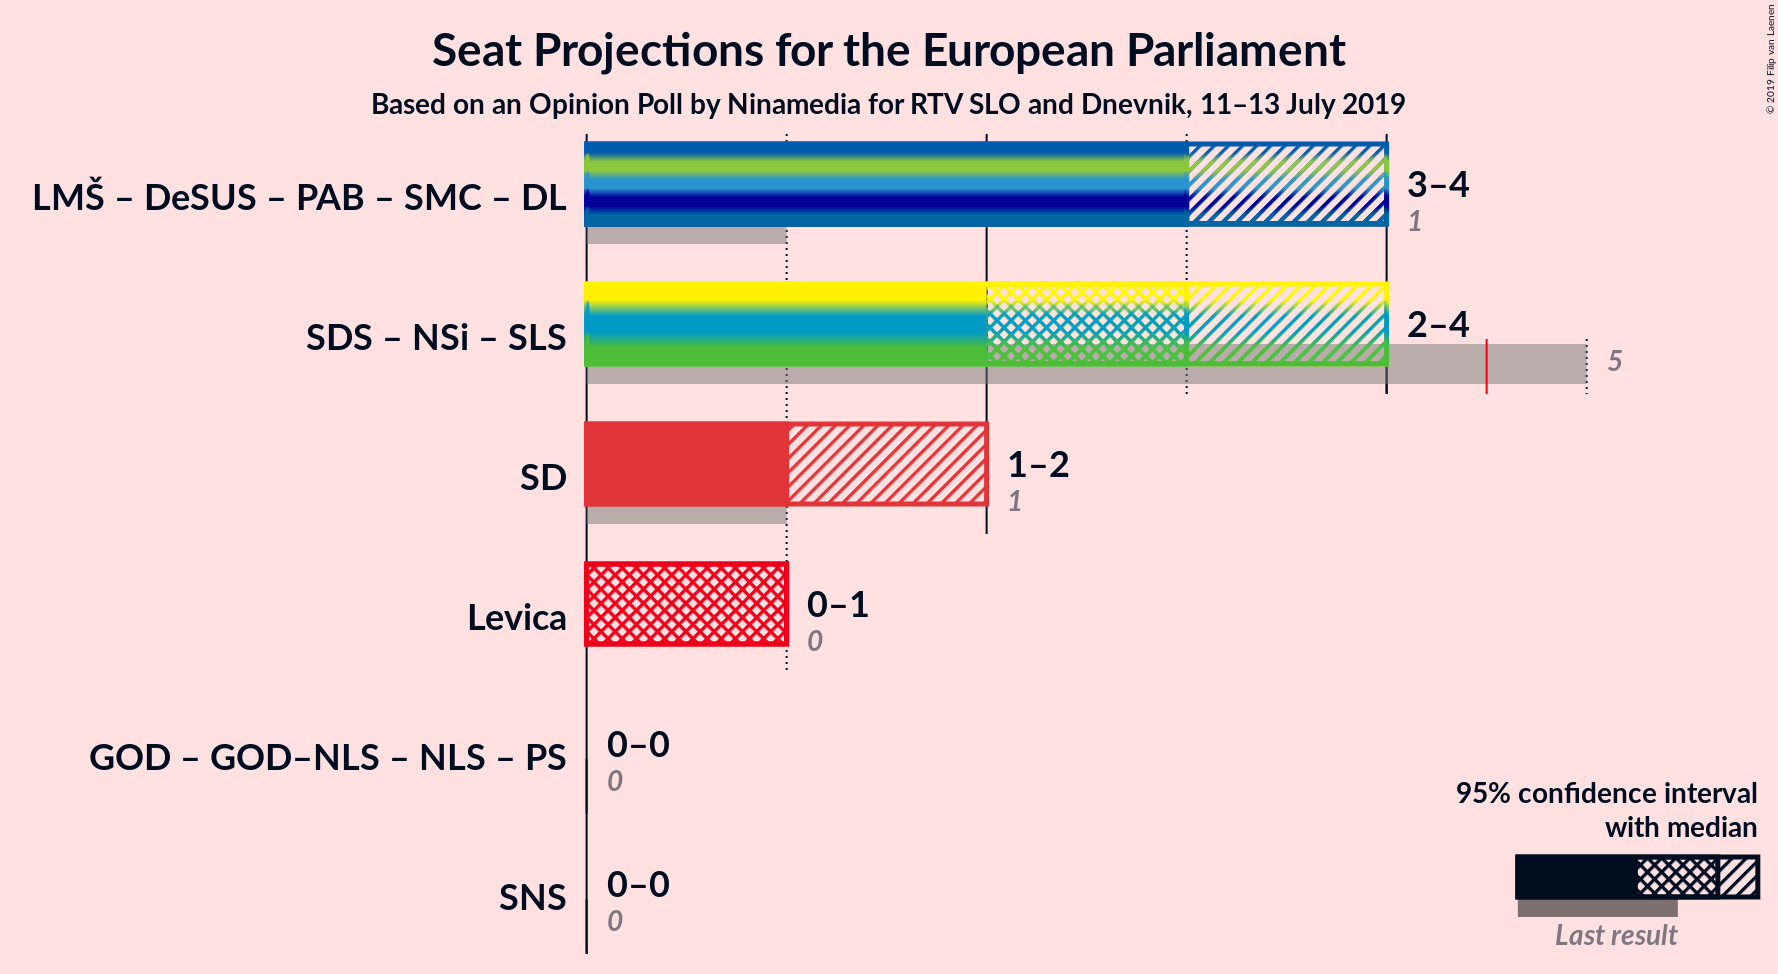 Seat Projections for the European Parliament
Based on an Opinion Poll by Ninamedia for RTV SLO and Dnevnik, 11–13 July 2019
© 2019 Filip van Laenen
LMŠ – DeSUS – PAB – SMC – DL
3–4
1
SDS – NSi – SLS
2–4
5
SD
1–2
1
Levica
0–1
0
GOD – GOD–NLS – NLS – PS
0–0
0
SNS
0–0
0
95% confidence interval
with median
Last result